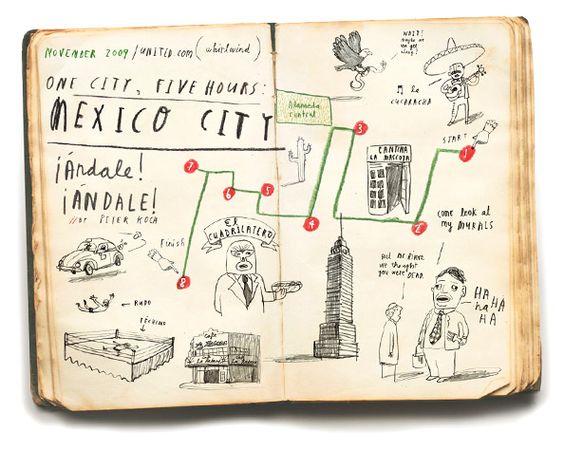 NOVEMBER 2009 / UNITED.COM (whirlwind)
ONE CITY, FIVE HOURS:
MEXICO CITY
¡Ándale!
¡ÁNDALE!
//BY PETER KOCH
Finish
8
7
6
5
4
3
2
1
START
Alameda
Central
WAIT!
maybe we
can get
la
CUCARACHA
CANTINA
LA MASCOTA
come look at
my MURALS
BUT MR RIVERA
we thought
you were DEAD
HA
HA HA
HA
HA
EL
CUADRILATERO
RUDO
TÉCNICO
Cafe